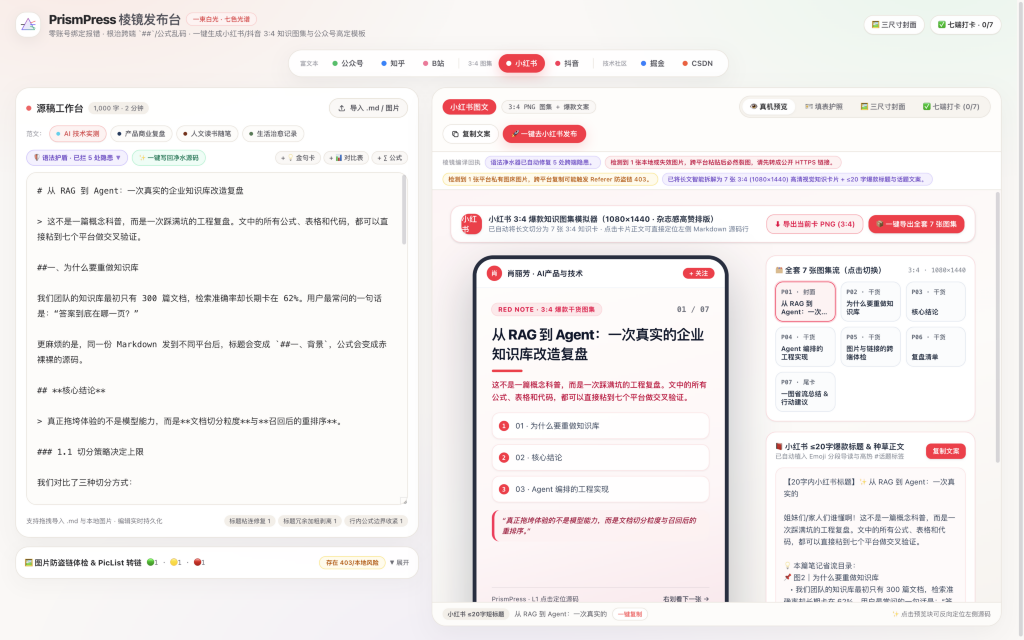 PrismPress 棱镜发布台 一束白光 · 七色光谱
零账号绑定报错 · 根治跨端 `##`/公式乱码 · 一键生成小红书/抖音 3:4 知识图集与公众号高定模板
三尺寸封面 七端打卡 · 0/7
富文本 公众号 知乎 B站 3:4 图集 小红书 抖音 技术社区 掘金 CSDN
源稿工作台 1,000 字 · 2 分钟 导入 .md / 图片
范文: AI 技术实测 产品商业复盘 人文读书随笔 生活治愈记录
语法护盾 · 已拦 5 处隐患 ▼ 一键写回净水源码 + 金句卡 + 对比表 + ∑ 公式
# 从 RAG 到 Agent：一次真实的企业知识库改造复盘
> 这不是一篇概念科普，而是一次踩满坑的工程复盘。文中的所有公式、表格和代码，都可以直
接粘到七个平台做交叉验证。
##一、为什么要重做知识库
我们团队的知识库最初只有 300 篇文档，检索准确率却长期卡在 62%。用户最常问的一句话
是：“答案到底在哪一页？”
更麻烦的是，同一份 Markdown 发到不同平台后，标题会变成 `##一、背景`，公式会变成赤
裸裸的源码。
## **核心结论**
> 真正拖垮体验的不是模型能力，而是**文档切分粒度**与**召回后的重排序**。
### 1.1 切分策略决定上限
我们对比了三种切分方式：
支持拖拽导入 .md 与本地图片 · 编辑实时持久化 标题粘连修复 1 标题冗余加粗剥离 1 行内公式边界收紧 1
图片防盗链体检 & PicList 转链 1 · 1 · 1 存在 403/本地风险 ▼ 展开
小红书图文 3:4 PNG 图集 + 爆款文案 真机预览 填表护照 三尺寸封面 七端打卡 (0/7)
复制文案 一键去小红书发布
棱镜编译回执 语法净水器已自动修复 5 处跨端隐患。 检测到 1 张本地或失效图片，跨平台粘贴后必然裂图，请先转成公开 HTTPS 链接。
检测到 1 张平台私有图床图片，跨平台复制可能触发 Referer 防盗链 403。 已将长文智能拆解为 7 张 3:4 (1080×1440) 高清视觉知识卡片 + ≤20 字爆款标题与话题文案。
小红书 小红书 3:4 爆款知识图集模拟器（1080×1440 · 杂志感高赞排版）
已自动将长文切分为 7 张 3:4 知识卡 · 点击卡片正文可直接定位左侧 Markdown 源码行
导出当前卡 PNG (3:4) 一键导出全套 7 张图集
肖 肖丽芳 · AI产品与技术 + 关注
RED NOTE · 3:4 爆款干货图集 01 / 07
从 RAG 到 Agent：一次真实的企业
知识库改造复盘
这不是一篇概念科普，而是一次踩满坑的工程复盘。文中的所有
公式、表格和代码，都可以直接粘到七个平台做交叉验证。
1 01 · 为什么要重做知识库
2 02 · 核心结论
3 03 · Agent 编排的工程实现
“真正拖垮体验的不是模型能力，而是文档切分粒度与召回后的
重排序。”
PrismPress · L1 点击定位源码 右划看下一张 →
全套 7 张图集流（点击切换） 3:4 · 1080×1440
P01 · 封面
从 RAG 到
Agent：一次...
P02 · 干货
为什么要重做知
识库
P03 · 干货
核心结论
P04 · 干货
Agent 编排的
工程实现
P05 · 干货
图片与链接的跨
端体检
P06 · 干货
复盘清单
P07 · 尾卡
一图省流总结 &
行动建议
小红书 ≤20字爆款标题 & 种草正文 复制文案
已自动植入 Emoji 分段导读与高热 #话题标签
【20字内小红书标题】✨ 从 RAG 到 Agent：一次真
实的
姐妹们/家人们谁懂啊！这不是一篇概念科普，而是一
次踩满坑的工程复盘。文中的所有公式、表格和代
码，都可以直接粘到七个平台做交叉验证。
💡 本篇笔记省流目录：
📌 图2｜为什么要重做知识库
• 我们团队的知识库最初只有 300 篇文档，检索准
小红书 ≤20字短标题 从 RAG 到 Agent：一次真实的 一键复制 ✨ 点击预览块可反向定位左侧源码